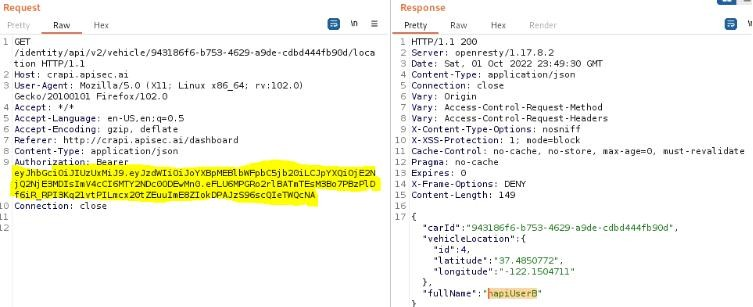 Request
Pretty Raw Hex
\n
1 GET
/identity/api/v2/vehicle/943186f6-b753-4629-a9de-cdbd444fb90d/loca
tion HTTP/1.1
2 Host: crapi.apisec.ai
3 User-Agent: Mozilla/5.0 (X11; Linux x86_64; rv:102.0)
Gecko/20100101 Firefox/102.0
4 Accept: */*
5 Accept-Language: en-US,en;q=0.5
6 Accept-Encoding: gzip, deflate
7 Referer: http://crapi.apisec.ai/dashboard
8 Content-Type: application/json
9 Authorization: Bearer
10 Connection: close
11
12
Response
Pretty Raw Hex Render
\n
1 HTTP/1.1 200
2 Server: openresty/1.17.8.2
3 Date: Sat, 01 Oct 2022 23:49:30 GMT
4 Content-Type: application/json
5 Connection: close
6 Vary: Origin
7 Vary: Access-Control-Request-Method
8 Vary: Access-Control-Request-Headers
9 X-Content-Type-Options: nosniff
10 X-XSS-Protection: 1; mode=block
11 Cache-Control: no-cache, no-store, max-age=0, must-revalidate
12 Pragma: no-cache
13 Expires: 0
14 X-Frame-Options: DENY
15 Content-Length: 149
16
17 {
"carId":"943186f6-b753-4629-a9de-cdbd444fb90d",
"vehicleLocation":{
"id":4,
"latitude":"37.4850772",
"longitude":"-122.1504711"
},
"fullName":"hapiUserB"
}